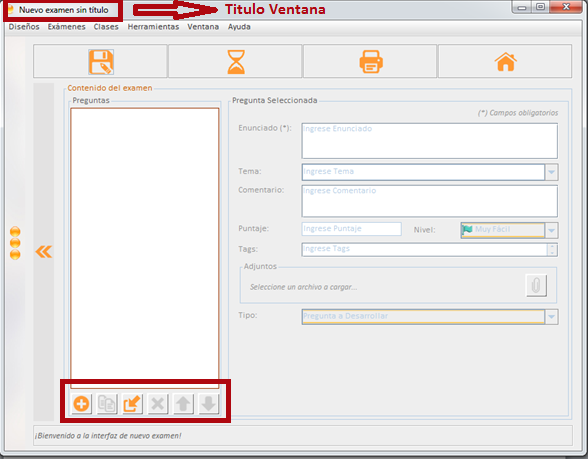 Nuevo examen sin título
Titulo Ventana
Diseños Exámenes Clases Herramientas Ventana Ayuda
Contenido del examen
Preguntas
Pregunta Seleccionada
(*) Campos obligatorios
Enunciado (*): Ingrese Enunciado
Tema: Ingrese Tema
Comentario: Ingrese Comentario
Puntaje: Ingrese Puntaje Nivel: Muy Fácil
Tags: Ingrese Tags
Adjuntos
Seleccione un archivo a cargar...
Tipo: Pregunta a Desarrollar
¡Bienvenido a la interfaz de nuevo examen!